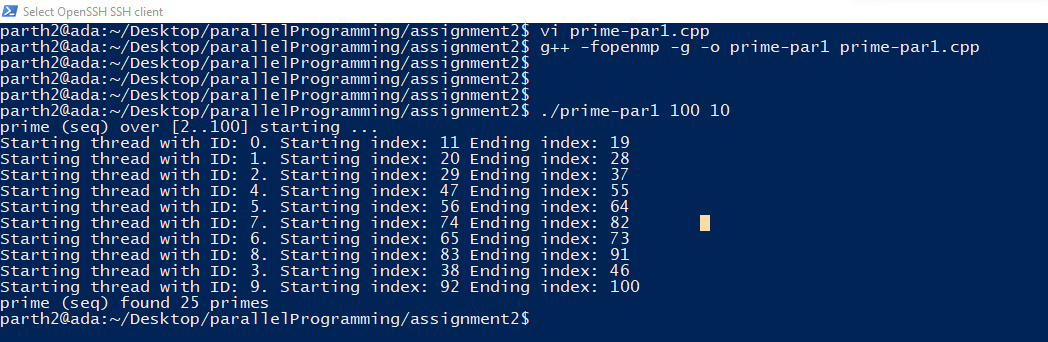 Select OpenSSH SSH client
parth2@ada:~/Desktop/parallelProgramming/assignment2$ vi prime-par1.cpp
parth2@ada:~/Desktop/parallelProgramming/assignment2$ g++ -fopenmp -g -o prime-par1 prime-par1.cpp
parth2@ada:~/Desktop/parallelProgramming/assignment2$
parth2@ada:~/Desktop/parallelProgramming/assignment2$
parth2@ada:~/Desktop/parallelProgramming/assignment2$
parth2@ada:~/Desktop/parallelProgramming/assignment2$ ./prime-par1 100 10
prime (seq) over [2..100] starting ...
Starting thread with ID: 0. Starting index: 11 Ending index: 19
Starting thread with ID: 1. Starting index: 20 Ending index: 28
Starting thread with ID: 2. Starting index: 29 Ending index: 37
Starting thread with ID: 4. Starting index: 47 Ending index: 55
Starting thread with ID: 5. Starting index: 56 Ending index: 64
Starting thread with ID: 7. Starting index: 74 Ending index: 82
Starting thread with ID: 6. Starting index: 65 Ending index: 73
Starting thread with ID: 8. Starting index: 83 Ending index: 91
Starting thread with ID: 3. Starting index: 38 Ending index: 46
Starting thread with ID: 9. Starting index: 92 Ending index: 100
prime (seq) found 25 primes
parth2@ada:~/Desktop/parallelProgramming/assignment2$